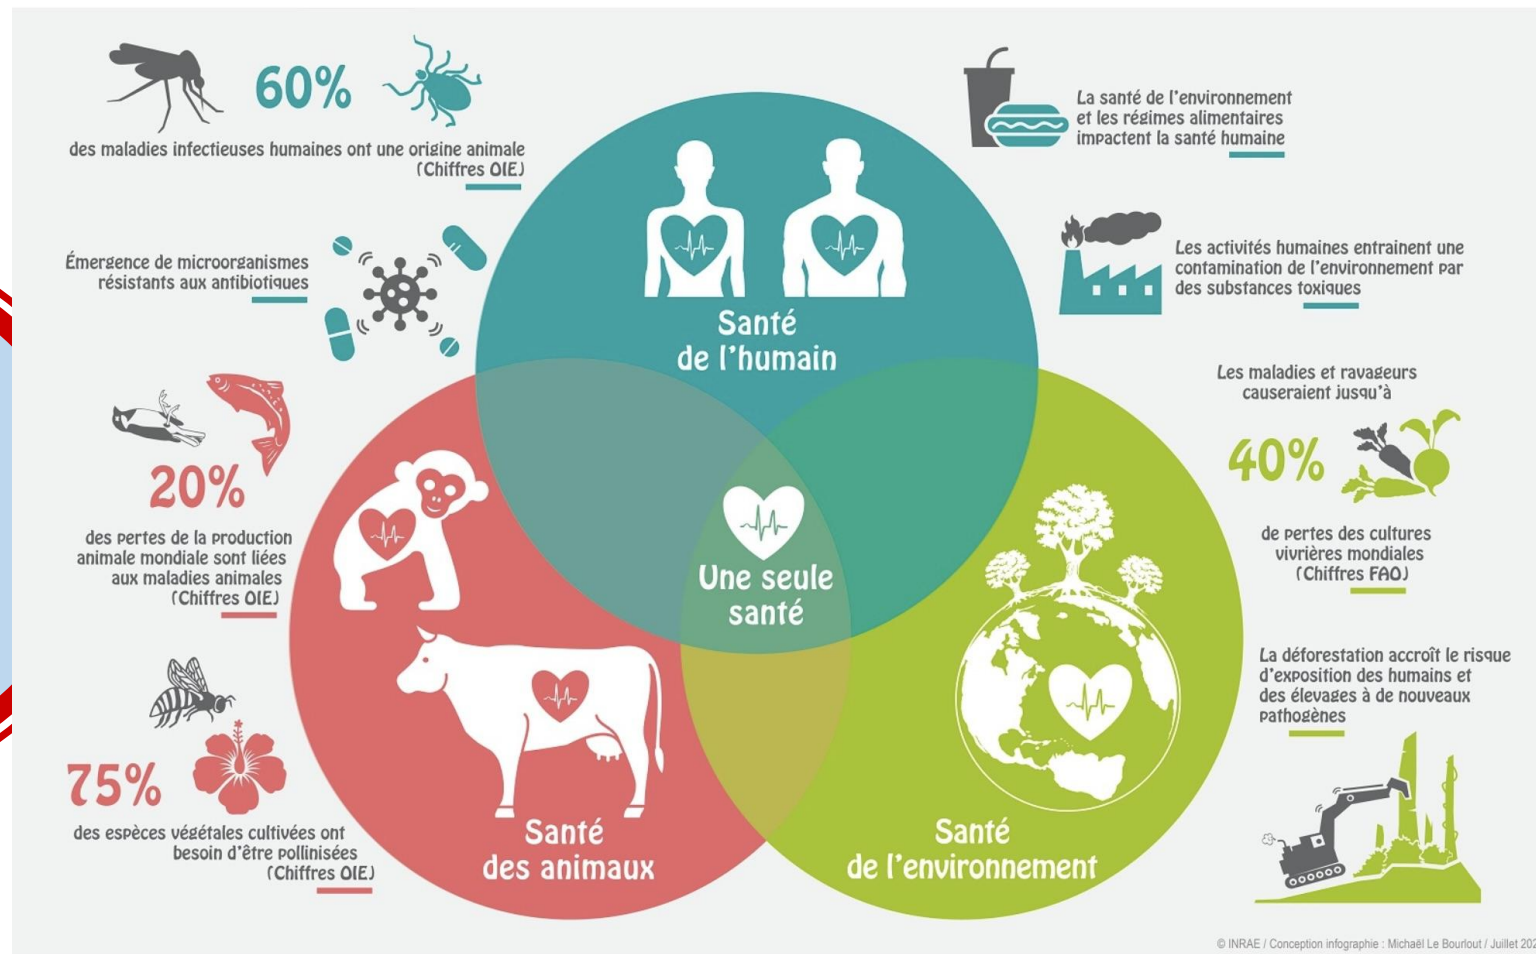 60%
des maladies infectieuses humaines ont une origine animale
(Chiffres OIE)
Émergence de microorganismes
résistants aux antibiotiques
20%
des pertes de la production
animale mondiale sont liées
aux maladies animales
(Chiffres OIE)
75%
des espèces végétales cultivées ont
besoin d'être pollinisées
(Chiffres OIE)
Santé
de l'humain
Une seule
santé
Santé
des animaux
Santé
de l'environnement
La santé de l'environnement
et les régimes alimentaires
impactent la santé humaine
Les activités humaines entrainent une
contamination de l'environnement par
des substances toxiques
Les maladies et ravageurs
causeraient jusqu'à
40%
de pertes des cultures
vivrières mondiales
(Chiffres FAO)
La déforestation accroît le risque
d'exposition des humains et
des élevages à de nouveaux
pathogènes
© INRAE / Conception infographie : Michaël Le Bourlout / Juillet